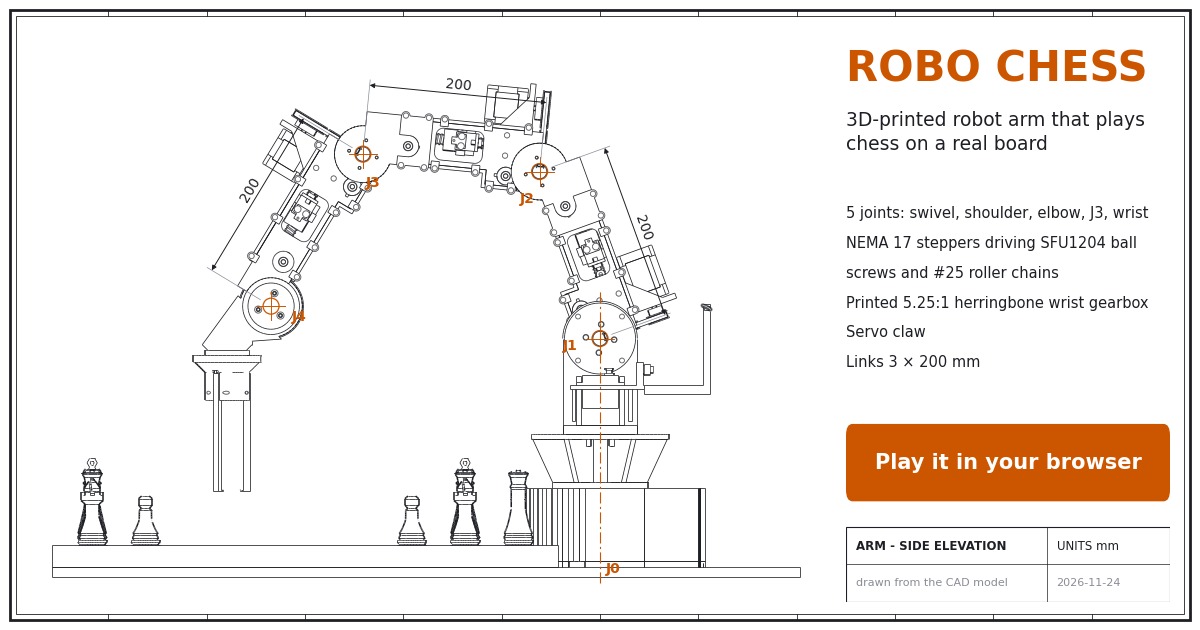 ROBO CHESS
3D-printed robot arm that plays
chess on a real board
5 joints: swivel, shoulder, elbow, J3, wrist
NEMA 17 steppers driving SFU1204 ball
screws and #25 roller chains
Printed 5.25:1 herringbone wrist gearbox
Servo claw
Links 3 × 200 mm
Play it in your browser
ARM - SIDE ELEVATION
UNITS mm
drawn from the CAD model
2026-11-24
200
200
200
J3
J2
J4
J1
J0